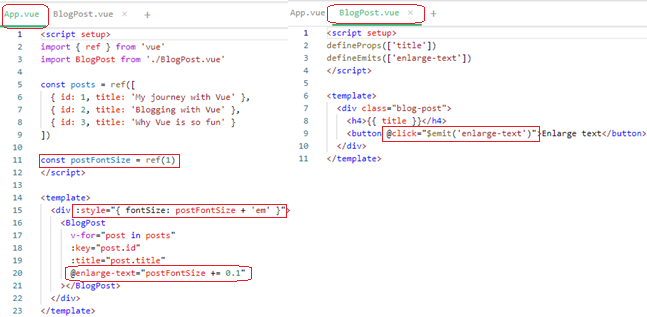 App.vue BlogPost.vue × +
1 <script setup>
2 import { ref } from 'vue'
3 import BlogPost from './BlogPost.vue'
4
5 const posts = ref([
6 { id: 1, title: 'My journey with Vue' },
7 { id: 2, title: 'Blogging with Vue' },
8 { id: 3, title: 'Why Vue is so fun' }
9 ])
10
11 const postFontSize = ref(1)
12 </script>
13
14 <template>
15 <div :style="{ fontSize: postFontSize + 'em' }">
16 <BlogPost
17 v-for="post in posts"
18 :key="post.id"
19 :title="post.title"
20 @enlarge-text="postFontSize += 0.1"
21 ></BlogPost>
22 </div>
23 </template>
App.vue BlogPost.vue × +
1 <script setup>
2 defineProps(['title'])
3 defineEmits(['enlarge-text'])
4 </script>
5
6 <template>
7 <div class="blog-post">
8 <h4>{{ title }}</h4>
9 <button @click="$emit('enlarge-text')">Enlarge text</button>
10 </div>
11 </template>